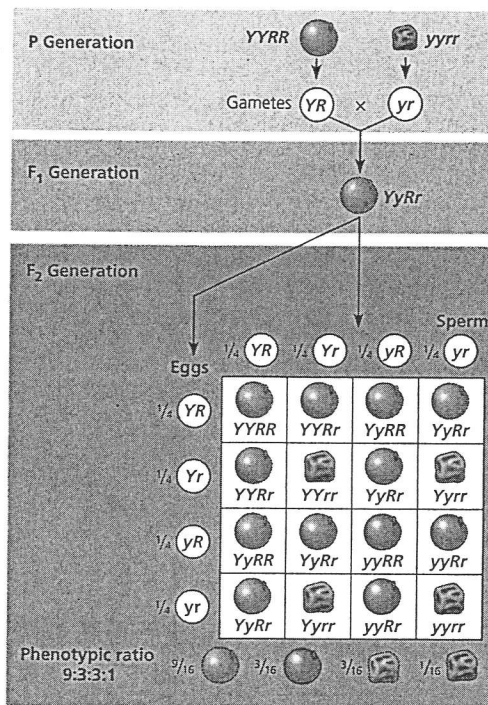 P Generation
YYRR
yyrr
Gametes YR × yr
F1 Generation
YyRr
F2 Generation
Sperm
1/4 YR 1/4 Yr 1/4 yR 1/4 yr
Eggs
1/4 YR
YYRR YYRr YyRR YyRr
1/4 Yr
YYRr YYrr YyRr Yyrr
1/4 yR
YyRR YyRr yyRR yyRr
1/4 yr
YyRr Yyrr yyRr yyrr
Phenotypic ratio
9:3:3:1
9/16 3/16 3/16 1/16